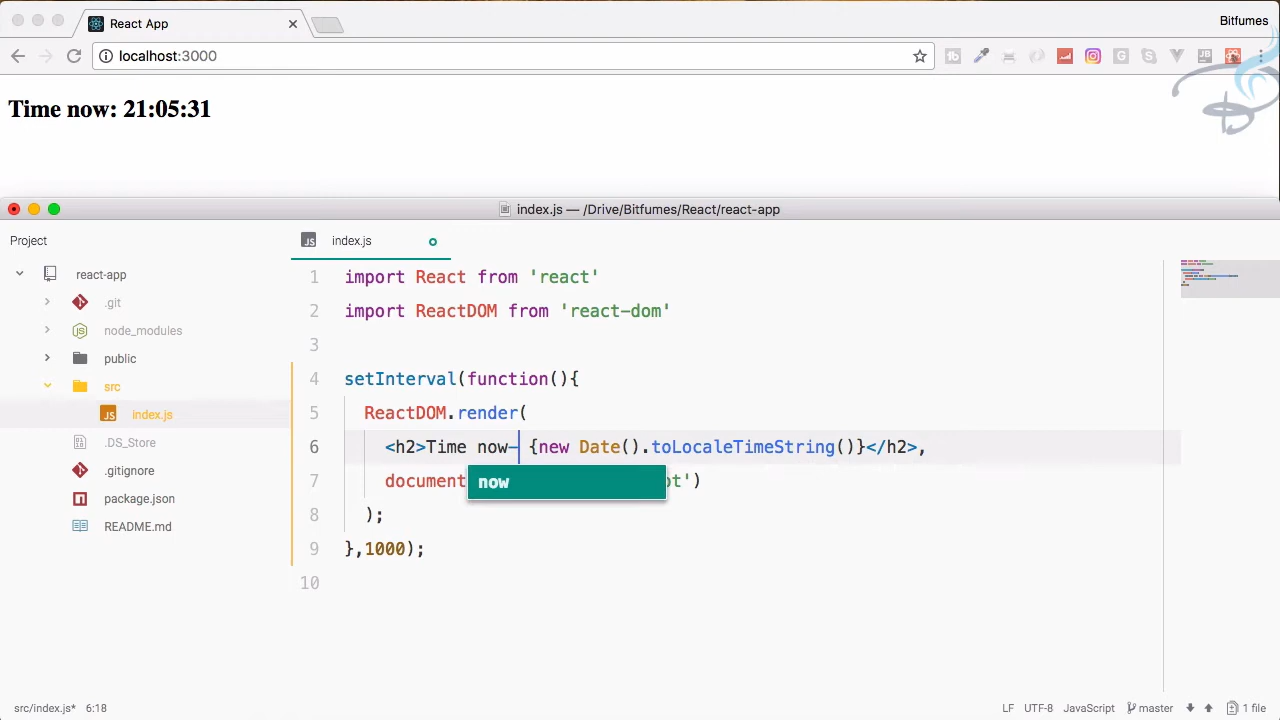 React App
Bitfumes
localhost:3000
Time now: 21:05:31
index.js — /Drive/Bitfumes/React/react-app
Project
index.js
react-app
.git
node_modules
public
src
index.js
.DS_Store
.gitignore
package.json
README.md
1 import React from 'react'
2 import ReactDOM from 'react-dom'
3
4 setInterval(function(){
5 ReactDOM.render(
6 <h2>Time now- {new Date().toLocaleTimeString()}</h2>,
7 document ot')
now
8 );
9 },1000);
10
src/index.js* 6:18
LF UTF-8 JavaScript master 1 file